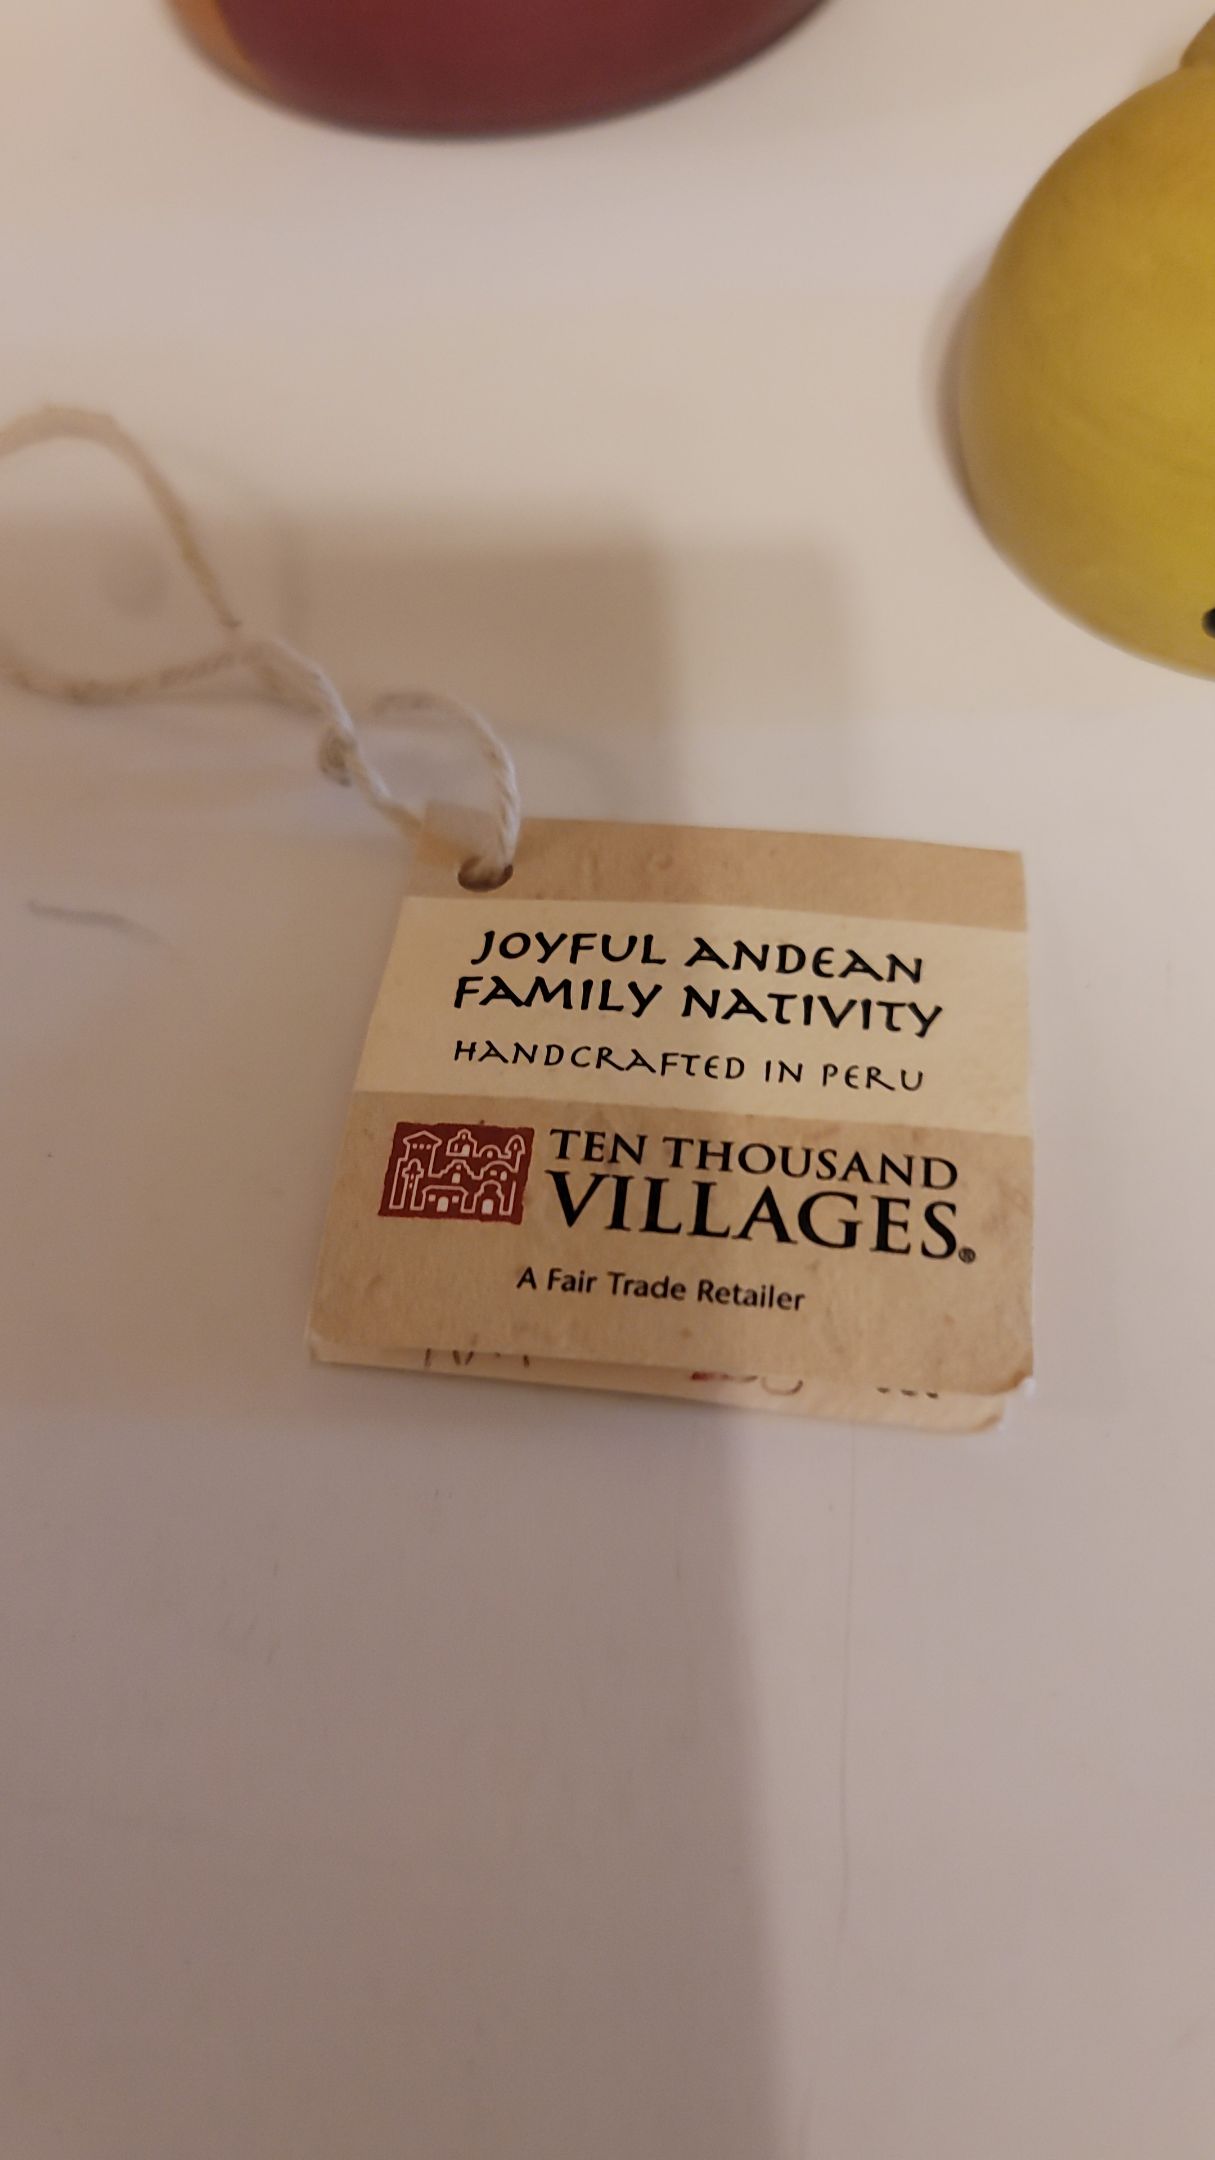 JOYFUL ANDEAN
FAMILY NATIVITY
HANDCRAFTED IN PERU
TEN THOUSAND
VILLAGES®
A Fair Trade Retailer